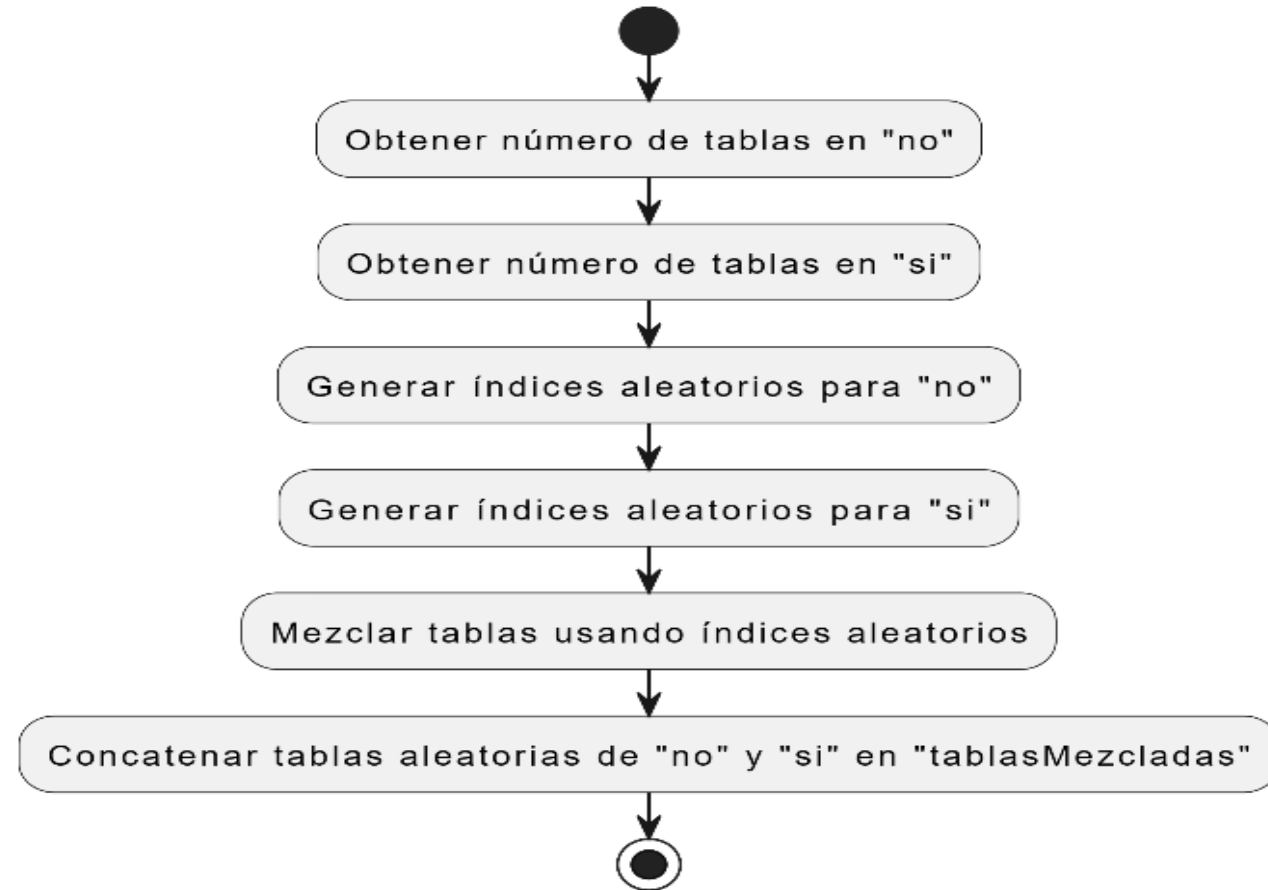 Obtener número de tablas en "no"
Obtener número de tablas en "si"
Generar índices aleatorios para "no"
Generar índices aleatorios para "si"
Mezclar tablas usando índices aleatorios
Concatenar tablas aleatorias de "no" y "si" en "tablasMezcladas"